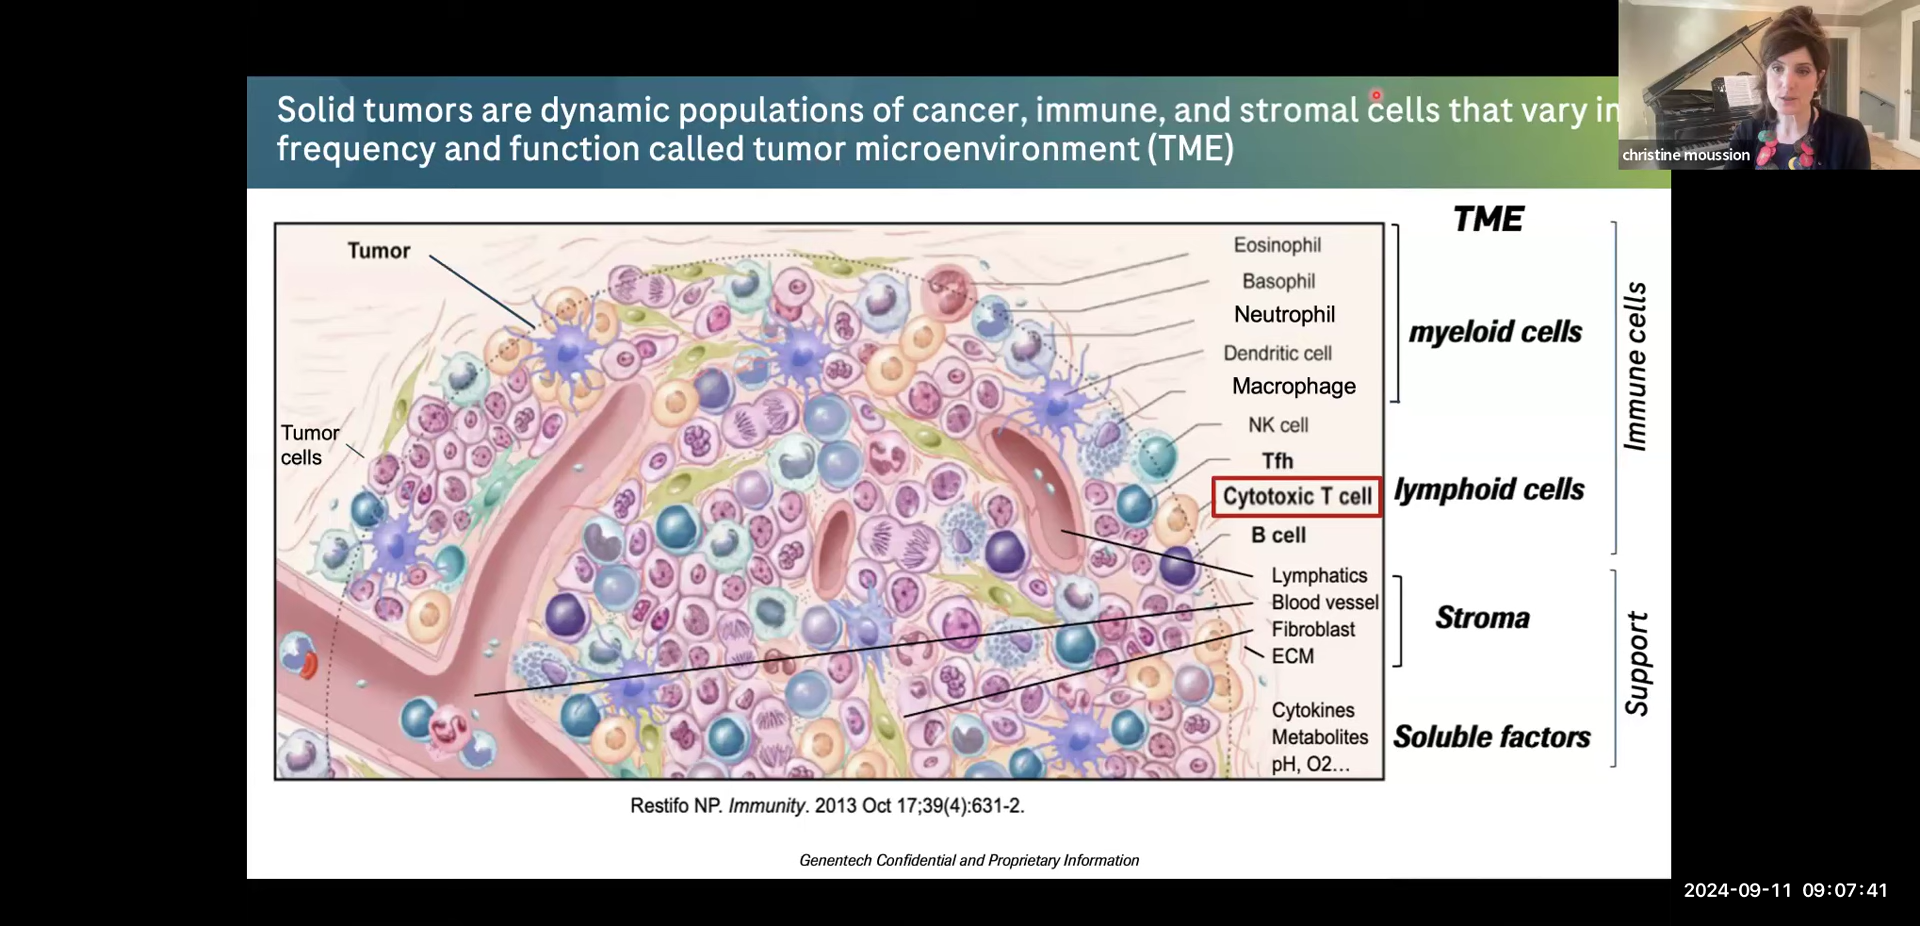 Solid tumors are dynamic populations of cancer, immune, and stromal cells that vary in
frequency and function called tumor microenvironment (TME)
christine moussion
TME
Tumor
Tumor
cells
Eosinophil
Basophil
Neutrophil
Dendritic cell
Macrophage
NK cell
Tfh
Cytotoxic T cell
B cell
Lymphatics
Blood vessel
Fibroblast
ECM
Cytokines
Metabolites
pH, O2...
myeloid cells
lymphoid cells
Stroma
Soluble factors
Immune cells
Support
Restifo NP. Immunity. 2013 Oct 17;39(4):631-2.
Genentech Confidential and Proprietary Information
2024-09-11 09:07:41